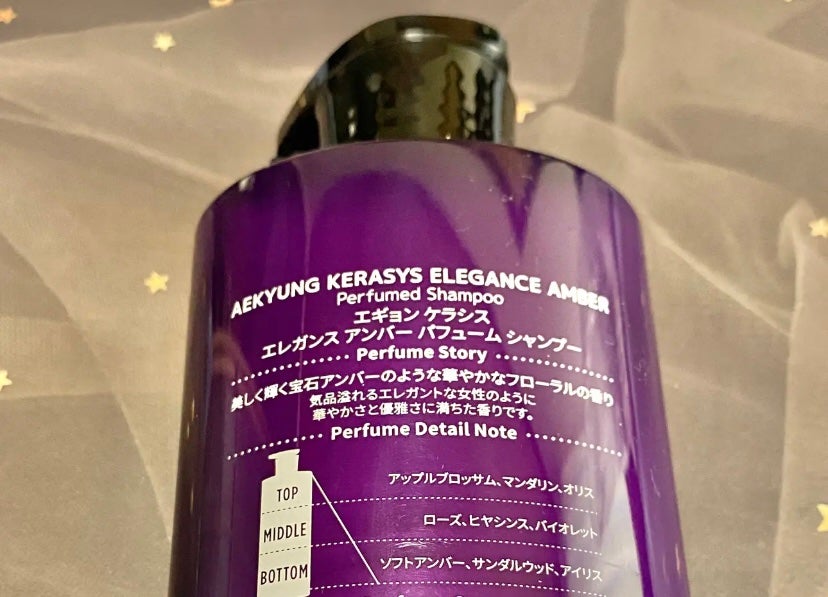 AEKYUNG KERASYS ELEGANCE AMBER
Perfumed Shampoo
エギョン ケラシス
エレガンス アンバー パフューム シャンプー
Perfume Story
美しく輝く宝石アンバーのような華やかなフローラルの香り
気品溢れるエレガントな女性のように
華やかさと優雅さに満ちた香りです。
Perfume Detail Note
TOP アップルブロッサム、マンダリン、オリス
MIDDLE ローズ、ヒヤシンス、バイオレット
BOTTOM ソフトアンバー、サンダルウッド、アイリス